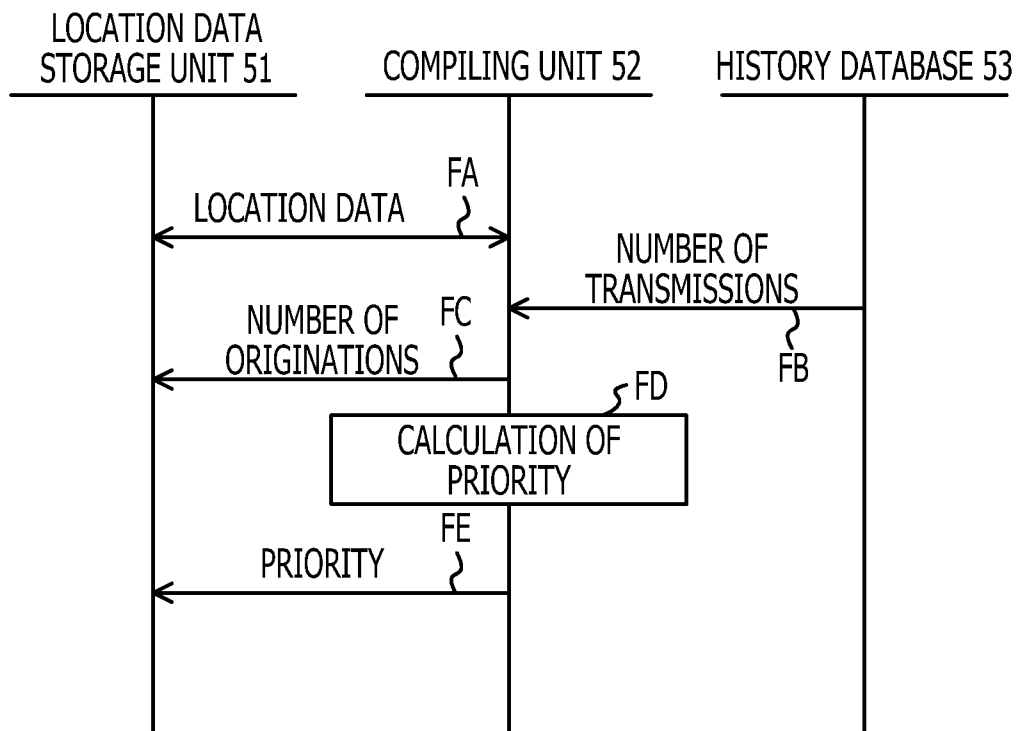 LOCATION DATA
STORAGE UNIT 51
COMPILING UNIT 52
HISTORY DATABASE 53
FA
LOCATION DATA
NUMBER OF
TRANSMISSIONS
FB
NUMBER OF
ORIGINATIONS
FC
FD
CALCULATION OF
PRIORITY
FE
PRIORITY